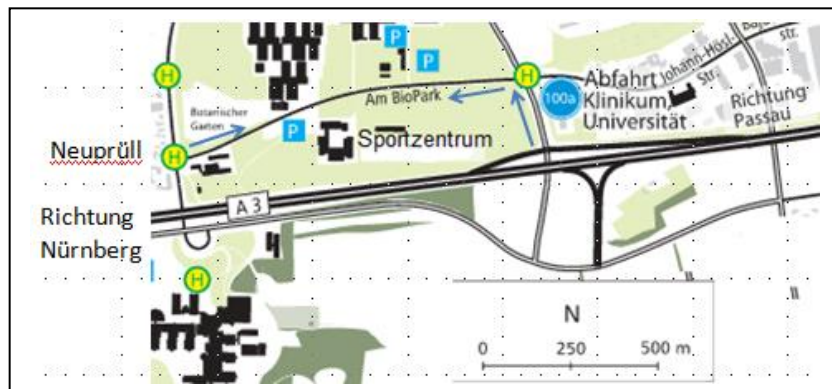 P
P
H
H
100a
Abfahrt
Klinikum,
Universität
Johann-Hösl-
Str.
str.
Richtung
Passau
Am BioPark
Botanischer
Garten
P
Sportzentrum
Neuprüll
H
A 3
Richtung
Nürnberg
H
N
0 250 500 m